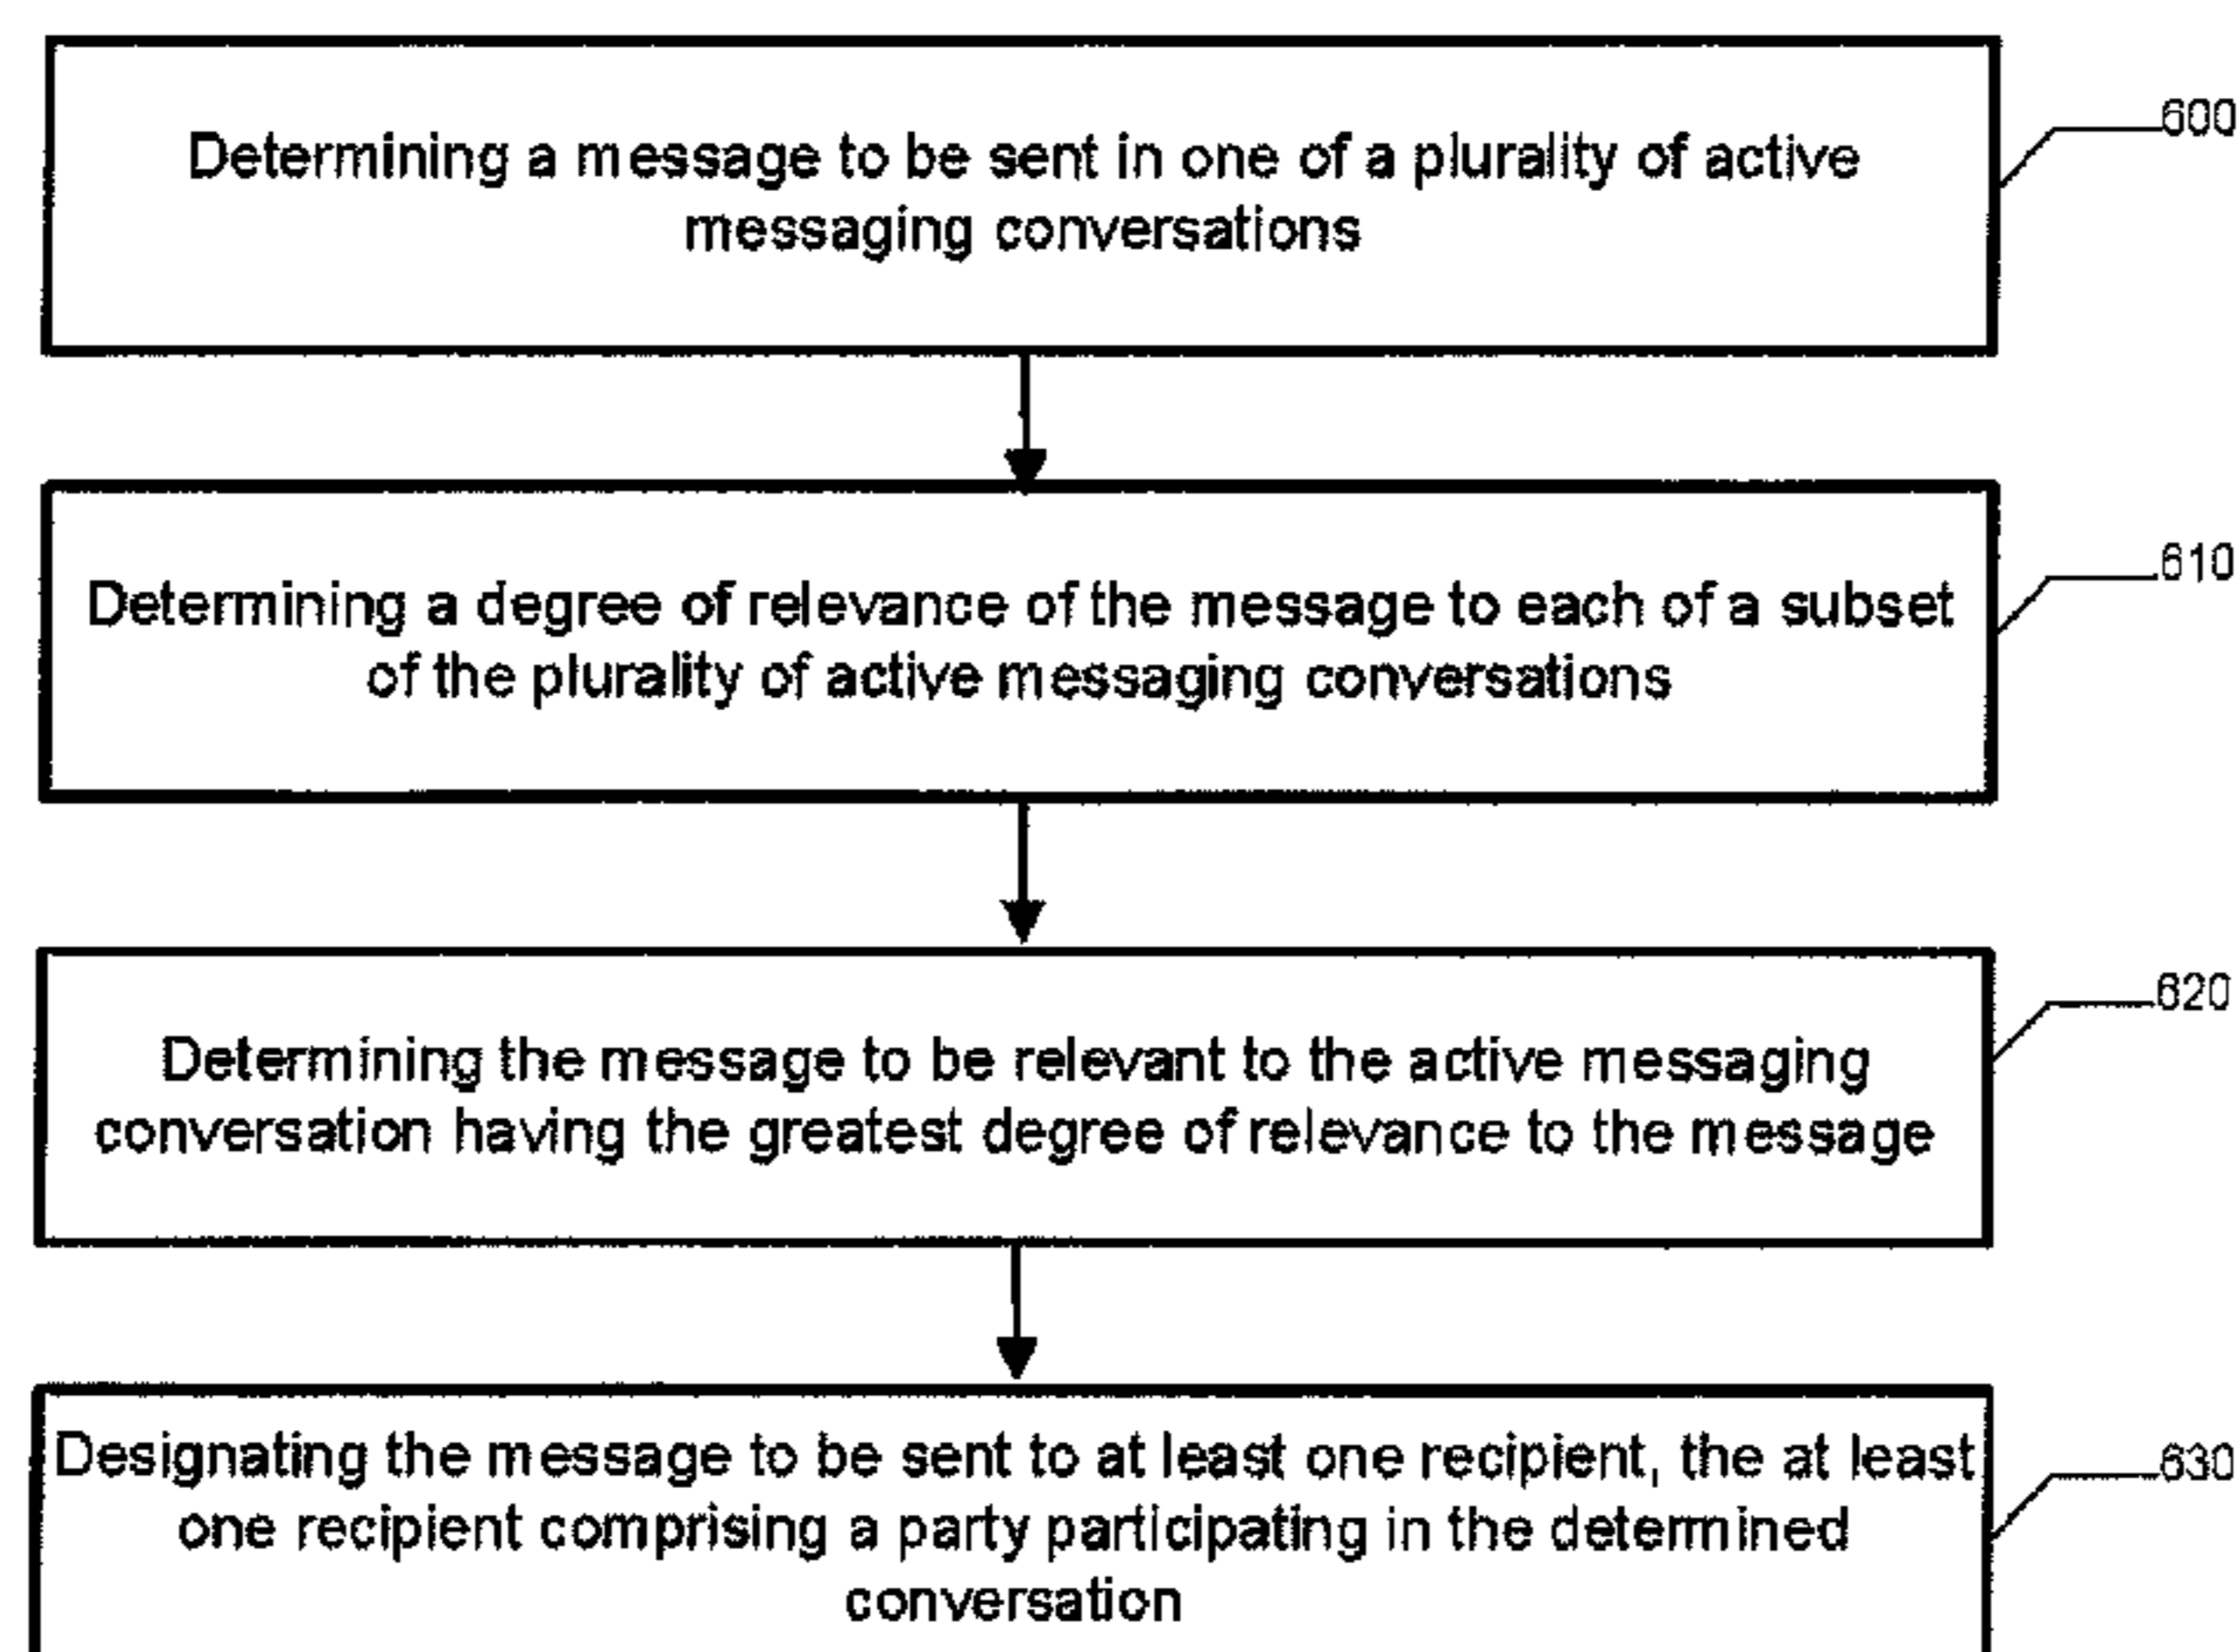 Determining a message to be sent in one of a plurality of active
messaging conversations
600
Determining a degree of relevance of the message to each of a subset
of the plurality of active messaging conversations
610
Determining the message to be relevant to the active messaging
conversation having the greatest degree of relevance to the message
620
Designating the message to be sent to at least one recipient, the at least
one recipient comprising a party participating in the determined
conversation
630